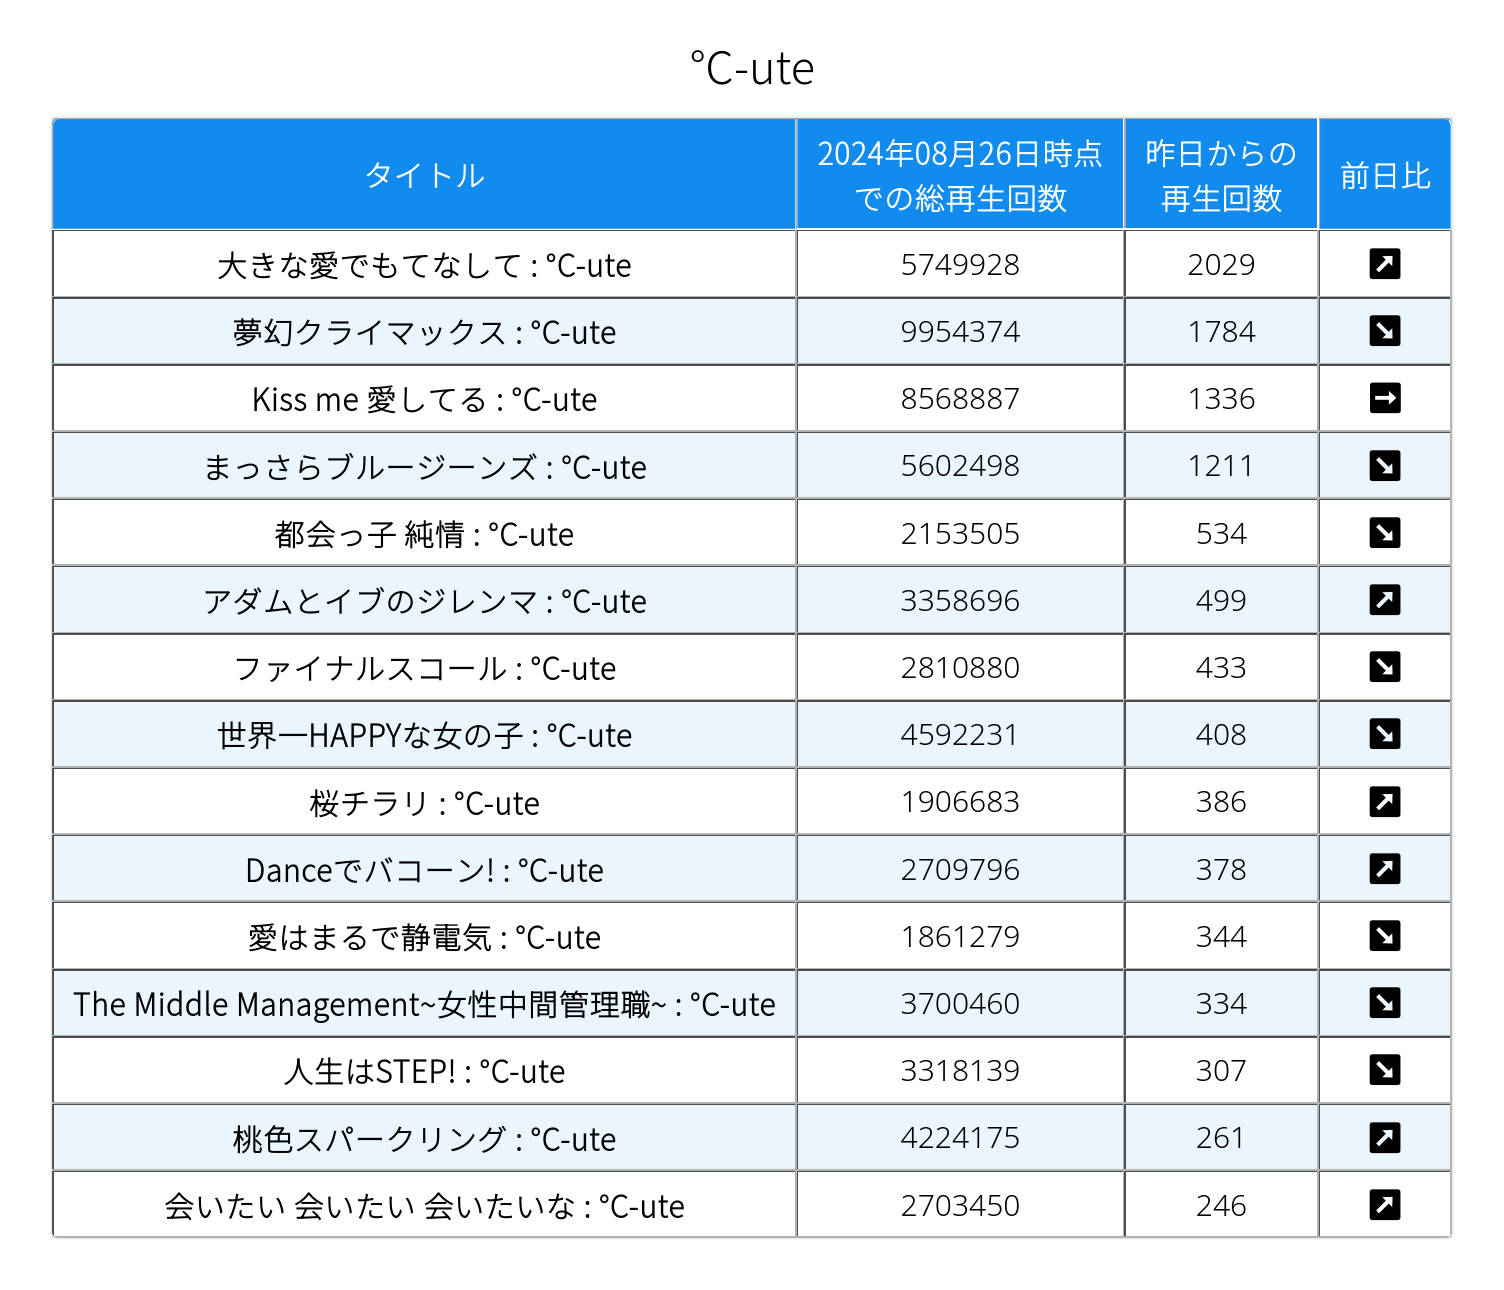 ℃-ute
タイトル 2024年08月26日時点での総再生回数 昨日からの再生回数 前日比
大きな愛でもてなして : ℃-ute 5749928 2029 ↗
夢幻クライマックス : ℃-ute 9954374 1784 ↘
Kiss me 愛してる : ℃-ute 8568887 1336 →
まっさらブルージーンズ : ℃-ute 5602498 1211 ↘
都会っ子 純情 : ℃-ute 2153505 534 ↘
アダムとイブのジレンマ : ℃-ute 3358696 499 ↗
ファイナルスコール : ℃-ute 2810880 433 ↘
世界一HAPPYな女の子 : ℃-ute 4592231 408 ↘
桜チラリ : ℃-ute 1906683 386 ↗
Danceでバコーン! : ℃-ute 2709796 378 ↗
愛はまるで静電気 : ℃-ute 1861279 344 ↘
The Middle Management~女性中間管理職~ : ℃-ute 3700460 334 ↘
人生はSTEP! : ℃-ute 3318139 307 ↘
桃色スパークリング : ℃-ute 4224175 261 ↗
会いたい 会いたい 会いたいな : ℃-ute 2703450 246 ↗